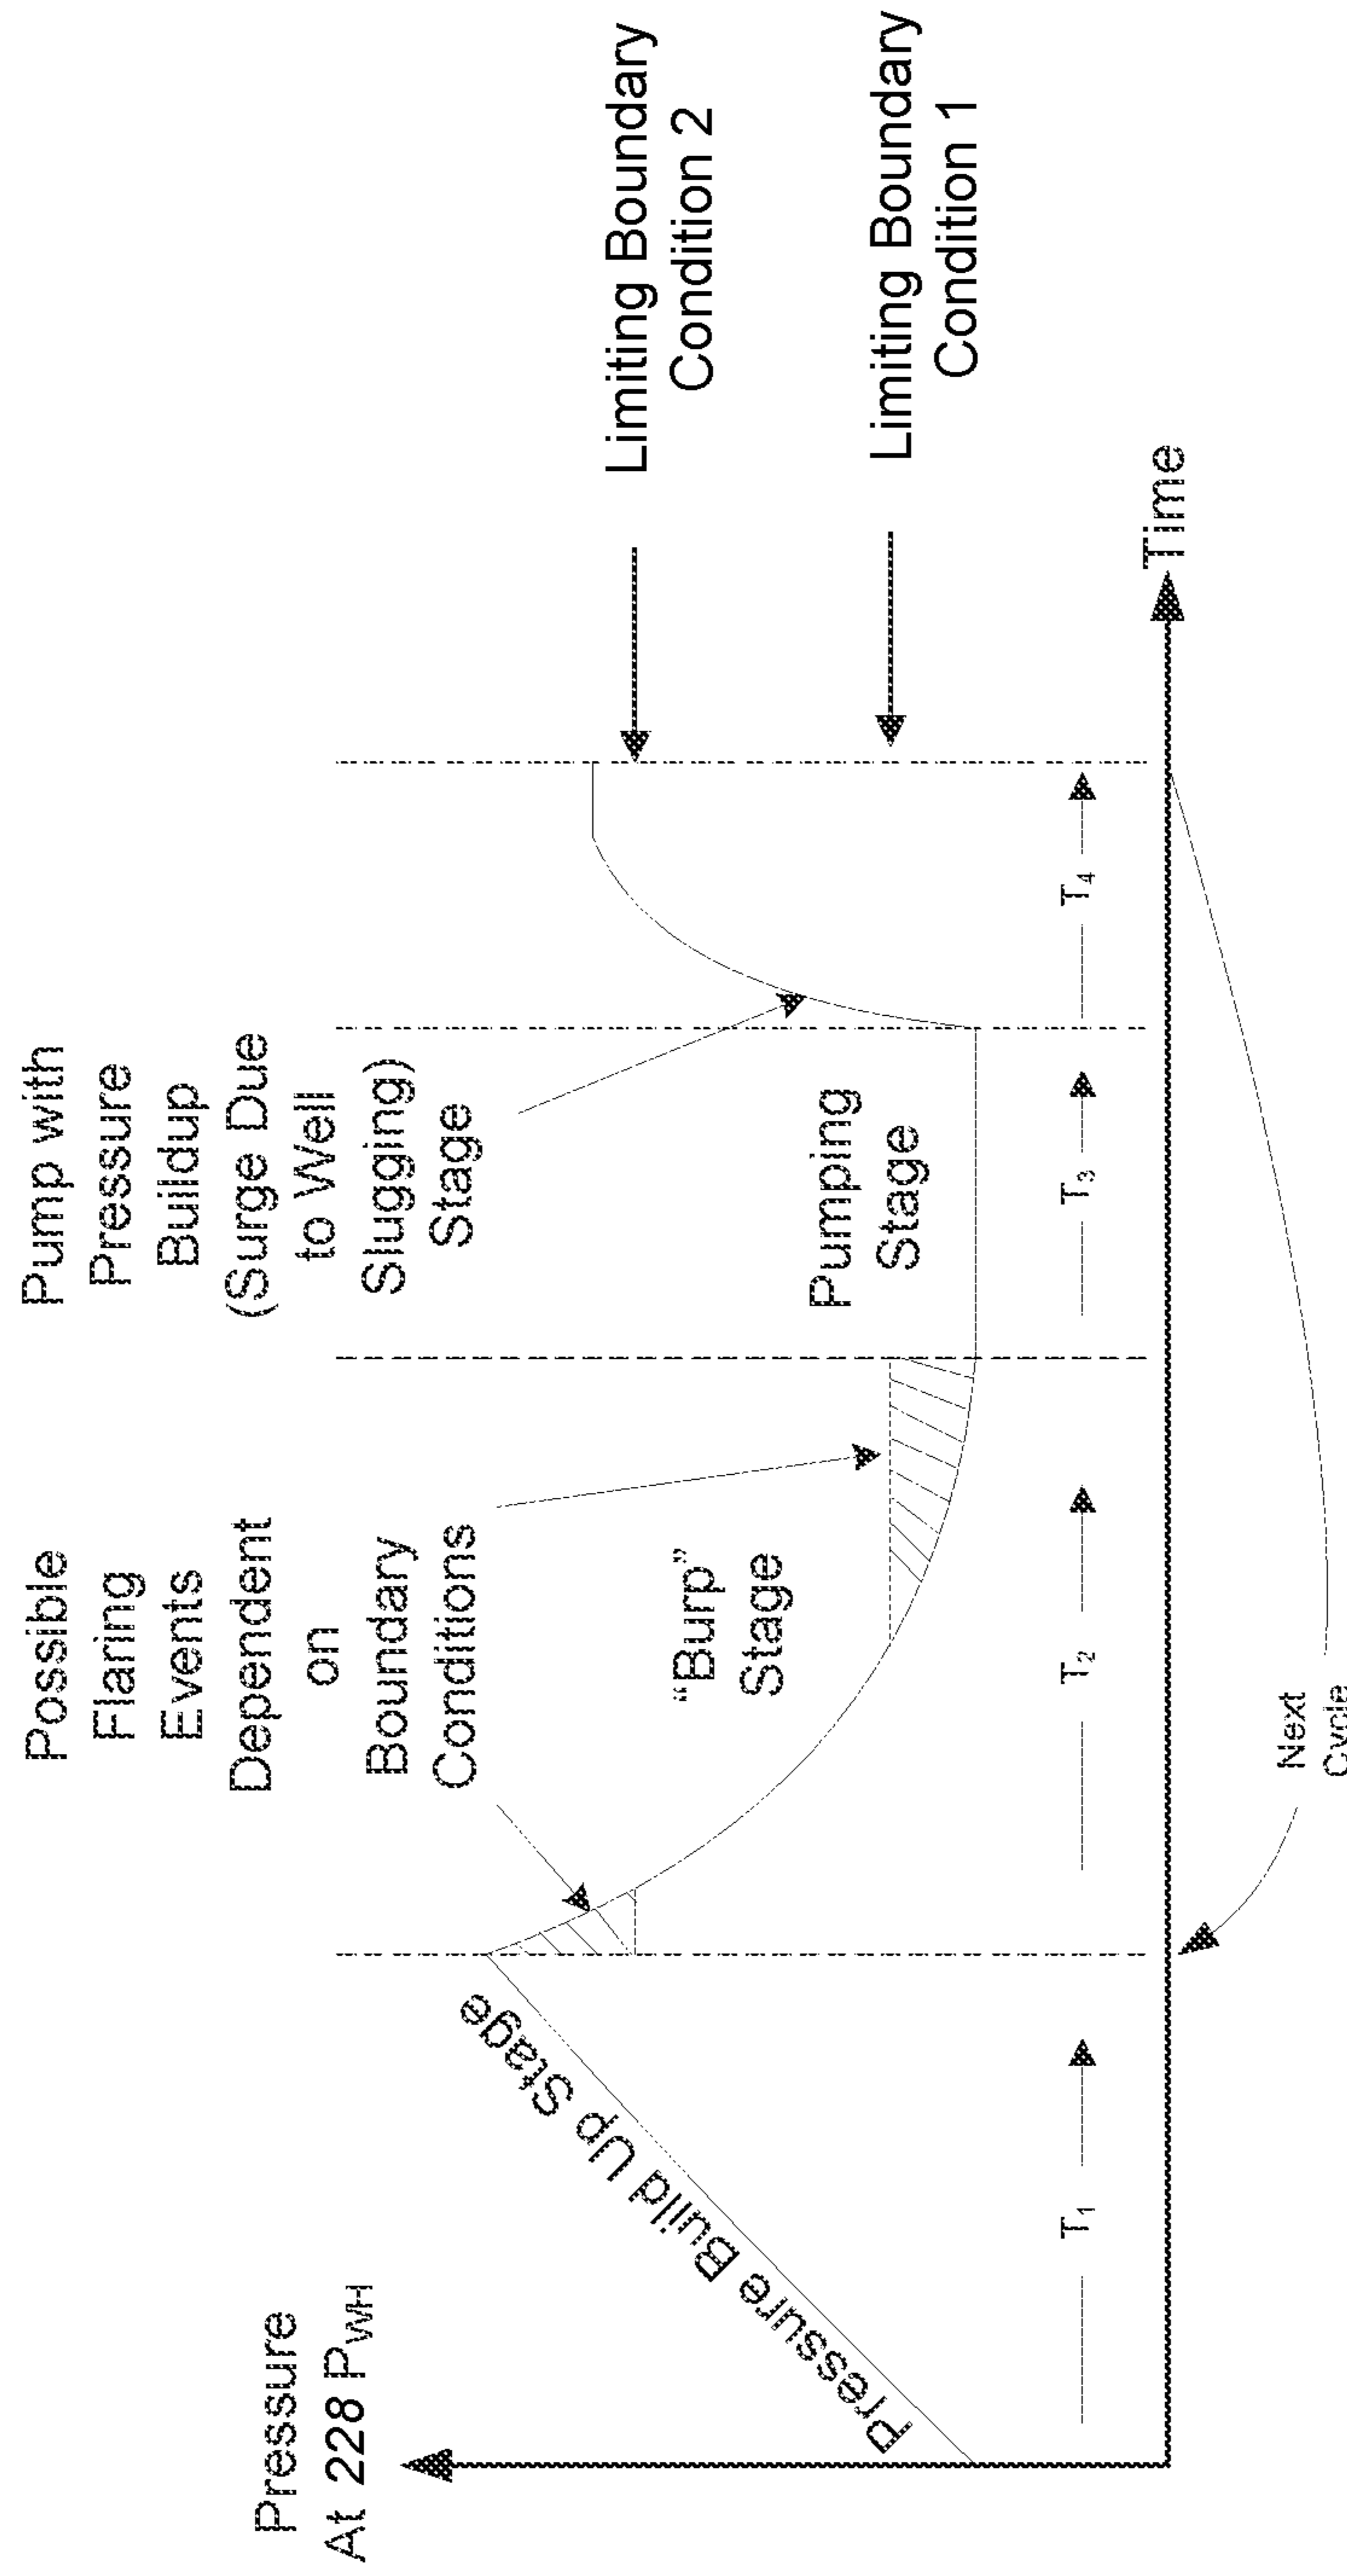 Pressure
At 228 PWH
Possible
Flaring
Events
Dependent
on
Boundary
Conditions
Pump with
Pressure
Buildup
(Surge Due
to Well
Slugging)
Stage
Pressure Build Up Stage
“Burp”
Stage
Pumping
Stage
Limiting Boundary
Condition 2
Limiting Boundary
Condition 1
T1
T2
T3
T4
Time
Next
Cycle